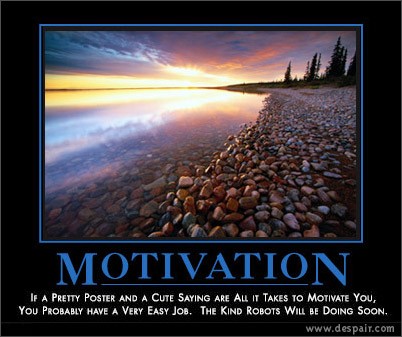 MOTIVATION
IF A PRETTY POSTER AND A CUTE SAYING ARE ALL IT TAKES TO MOTIVATE YOU,
YOU PROBABLY HAVE A VERY EASY JOB. THE KIND ROBOTS WILL BE DOING SOON.
www.despair.com